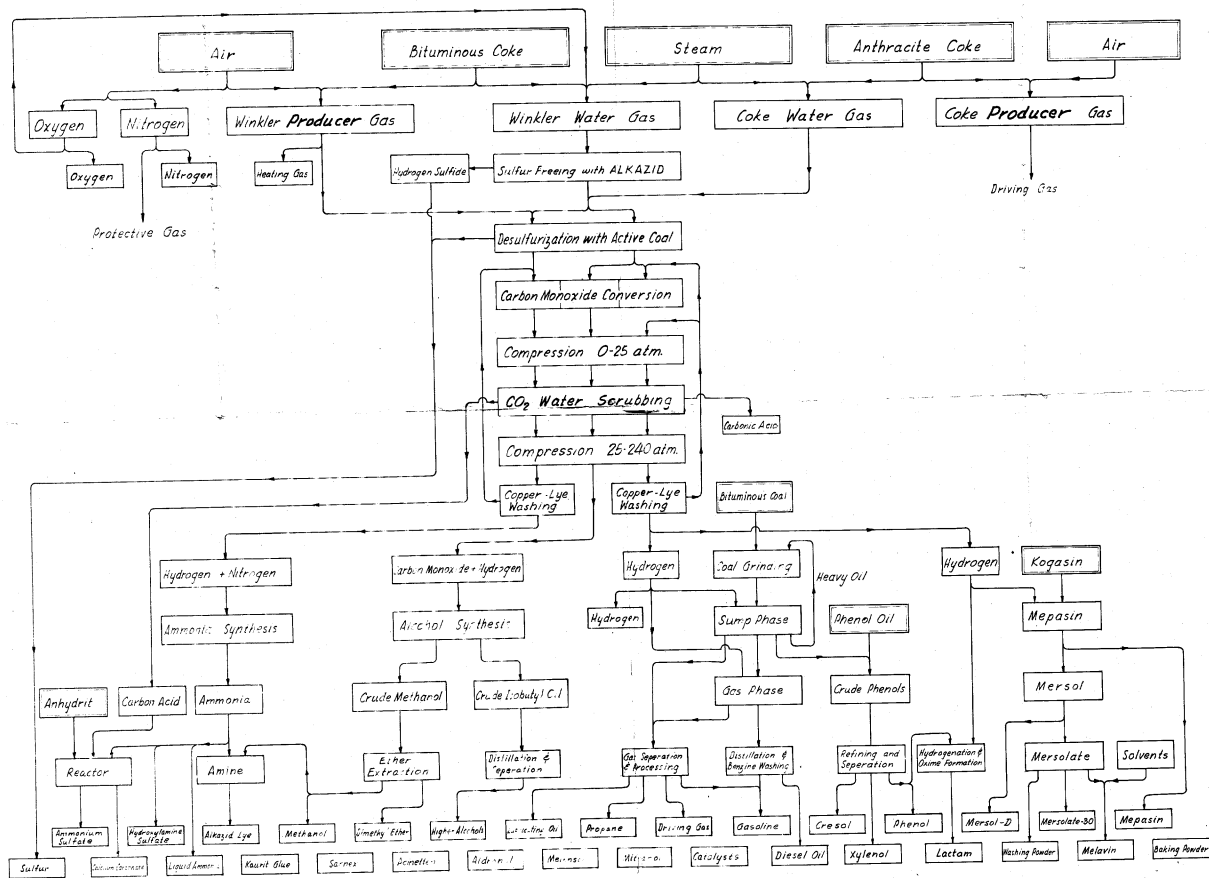 Air
Bituminous Coke
Steam
Anthracite Coke
Air
Oxygen
Nitrogen
Winkler Producer Gas
Winkler Water Gas
Coke Water Gas
Coke Producer Gas
Oxygen
Nitrogen
Heating Gas
Hydrogen Sulfide
Sulfur Freeing with ALKAZID
Driving Gas
Protective Gas
Desulfurization with Active Coal
Carbon Monoxide Conversion
Compression 0-25 atm.
CO₂ Water Scrubbing
Carbonic Acid
Compression 25-240 atm.
Copper-Lye
Washing
Copper-Lye
Washing
Bituminous Coal
Hydrogen + Nitrogen
Carbon Monoxide + Hydrogen
Hydrogen
Coal Grinding
Heavy Oil
Hydrogen
Kogasin
Ammonia Synthesis
Alcohol Synthesis
Hydrogen
Sump Phase
Phenol Oil
Mepasin
Anhydrit
Carbon Acid
Ammonia
Crude Methanol
Crude Isobutyl
Gas Phase
Crude Phenols
Mersol
Reactor
Amine
Ether
Extraction
Distillation &
Seperation
Gas Seperation
& Processing
Distillation &
Benzine Washing
Refining and
Seperation
Hydrogenation &
Oxime Formation
Mersolate
Solvents
Ammonium
Sulfate
Hydroxylamine
Sulfate
Alkazid Lye
Methanol
Dimethyl Ether
Higher Alcohols
Lubricating Oil
Propane
Driving Gas
Gasoline
Cresol
Phenol
Mersol-D
Mersolate-30
Mepasin
Sulfur
Calcium Carbonate
Liquid Ammon.
Kaurit Glue
Catalysts
Diesel Oil
Xylenol
Lactam
Washing Powder
Melavin
Baking Powder